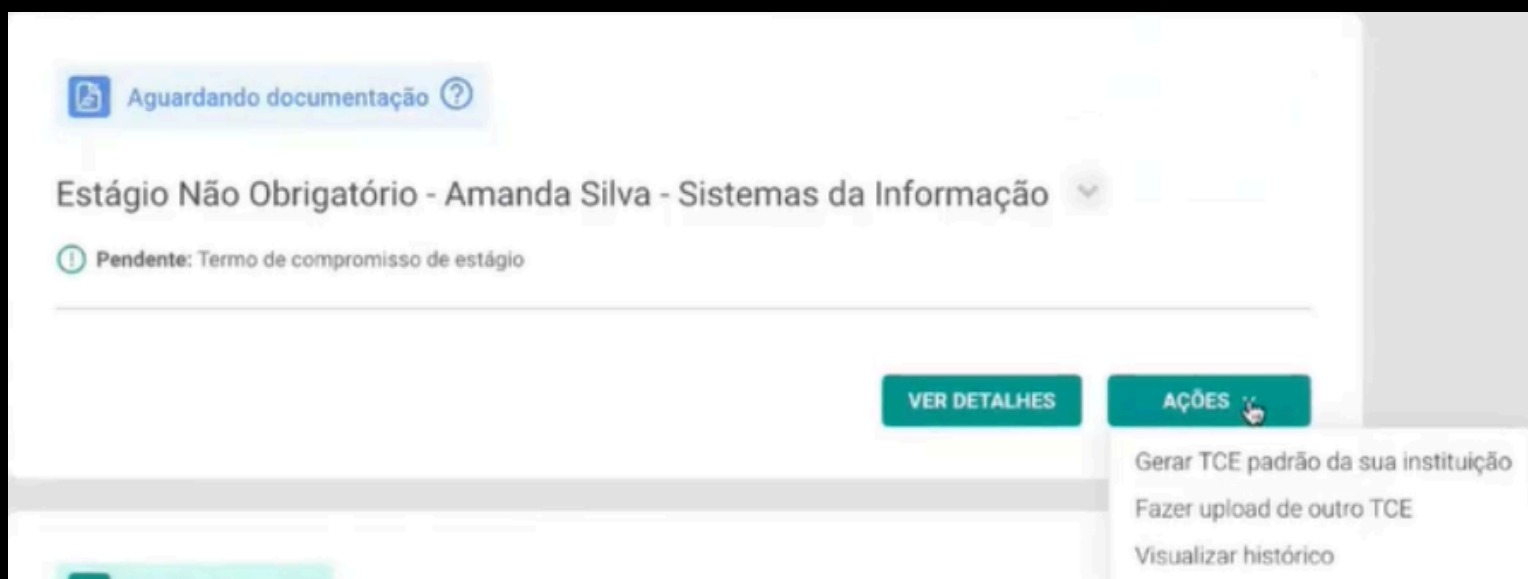 Aguardando documentação ?
Estágio Não Obrigatório - Amanda Silva - Sistemas da Informação
Pendente: Termo de compromisso de estágio
VER DETALHES
AÇÕES
Gerar TCE padrão da sua instituição
Fazer upload de outro TCE
Visualizar histórico